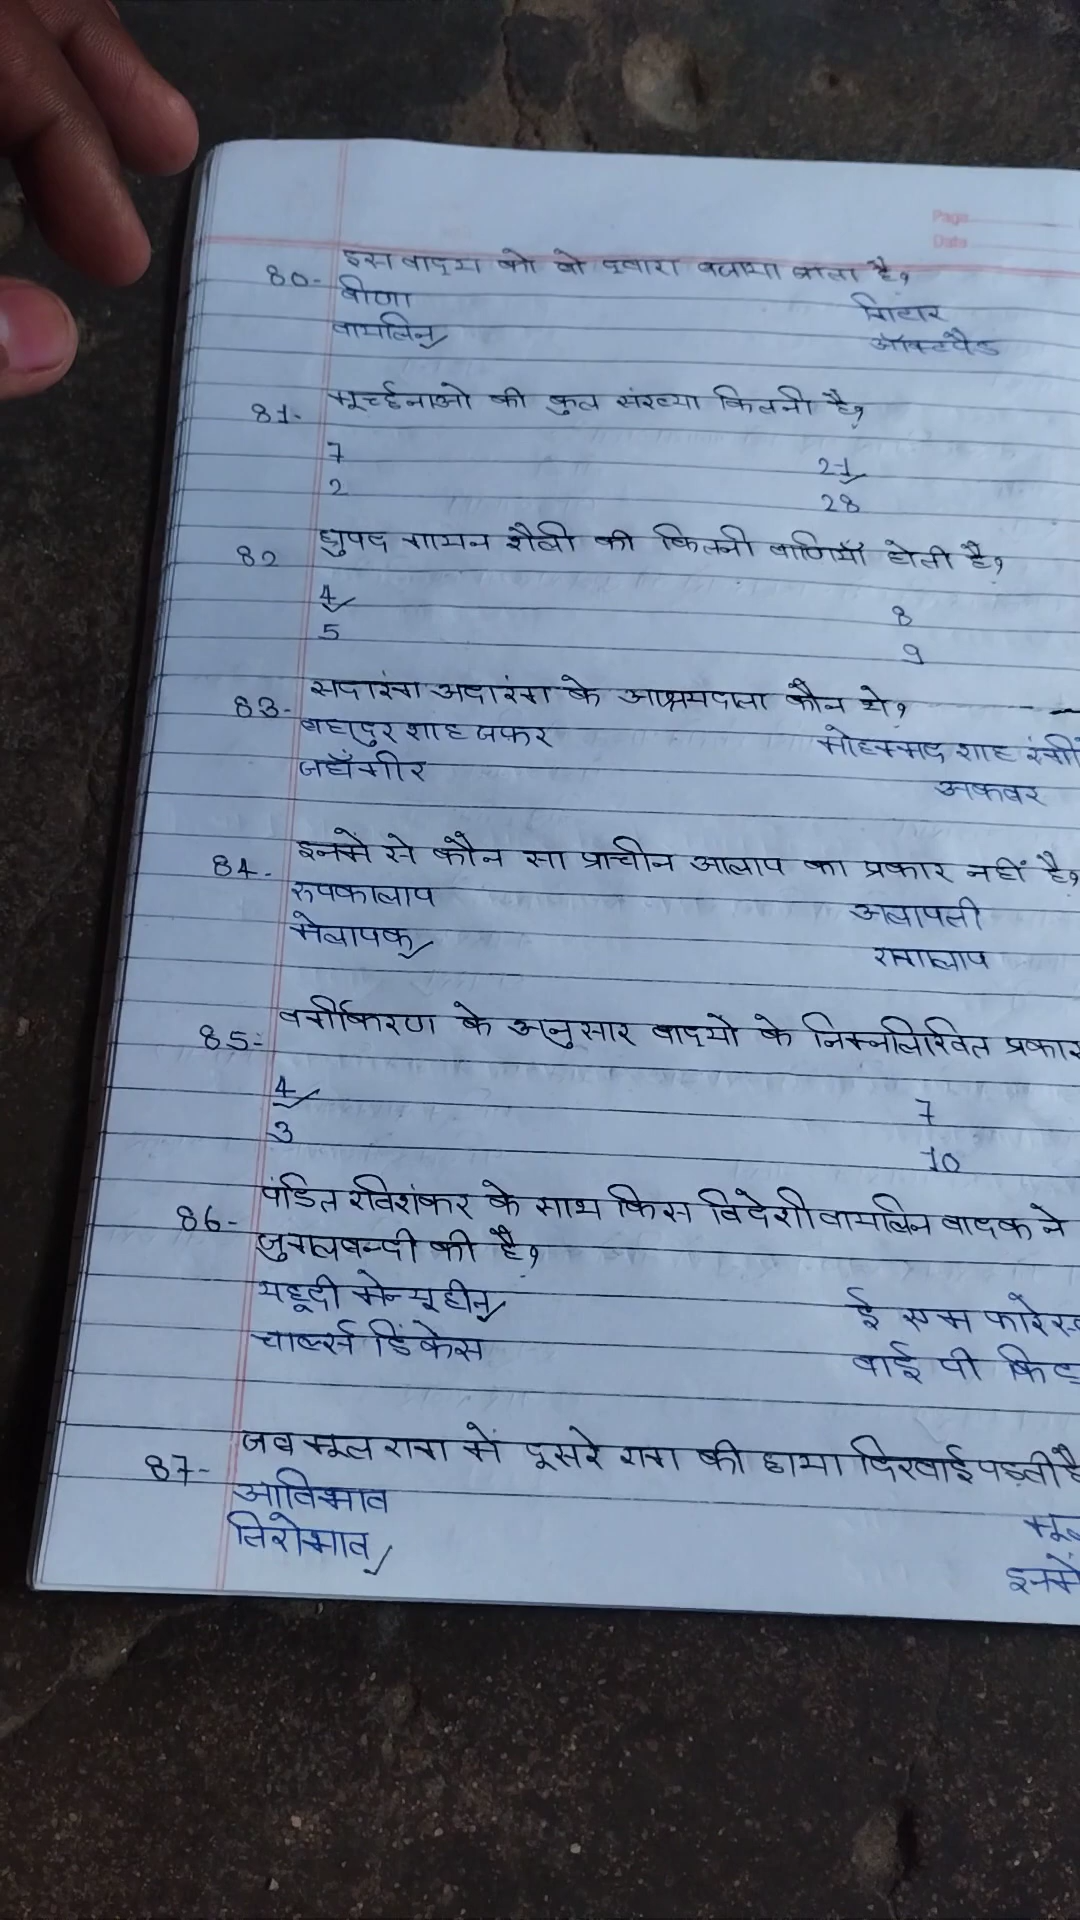 Page
Date
80- इस वाद्य को बो द्वारा बजाया जाता है?
वीणा गिटार
वायलिन ऑक्टपैड
81- मूर्च्छनाओ की कुल संख्या कितनी है?
7 21
2 28
82 ध्रुपद गायन शैली की कितनी वाणियाँ होती है?
4 8
5 9
83- सदारंग अदारंग के आश्रयदाता कौन थे?
बहादुर शाह जफर मोहम्मद शाह
जहाँगीर अकबर
84- इनमें से कौन सा प्राचीन आलाप का प्रकार नहीं है?
रुपकालाप अलापती
मेलापक रागालाप
85- वर्गीकरण के अनुसार वाद्यो के निम्नलिखित प्रकार
4 7
3 10
86- पंडित रविशंकर के साथ किस विदेशी वायलिन वादक ने
जुगलबन्दी की है?
यहूदी मेन्यूहीन ई एम
चार्ल्स डिंकेस वाई पी
87- जब मूल राग में दूसरे राग की छाया दिखाई पड़ती है
आविभाव
तिरोभाव